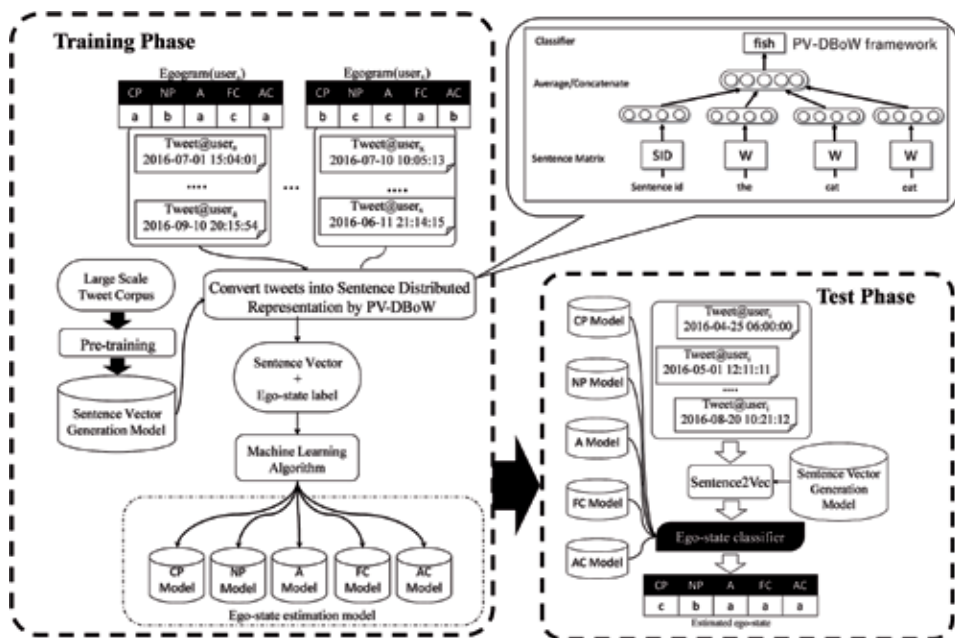 Training Phase
Egogram(user
CP NP A FC AC
a b a c a
Tweet@user
2016-07-01 15:04:01
....
Tweet@user
2016-09-10 20:15:54
...
Egogram(user
CP NP A FC AC
b c c a b
Tweet@user
2016-07-10 10:05:13
....
Tweet@user
2016-06-11 21:14:15
Large Scale
Tweet Corpus
Pre-training
Sentence Vector
Generation Model
Convert tweets into Sentence Distributed
Representation by PV-DBoW
Sentence Vector
+
Ego-state label
Machine Learning
Algorithm
CP
Model
NP
Model
A
Model
FC
Model
AC
Model
Ego-state estimation model
Classifier
fish
PV-DBoW framework
Average/Concatenate
Sentence Matrix
SID
W
W
W
Sentence id
the
cat
eat
Test Phase
CP Model
NP Model
A Model
FC Model
AC Model
Tweet@user
2016-04-25 06:00:00
Tweet@user
2016-05-01 12:11:11
....
Tweet@user
2016-08-20 10:21:12
Sentence2Vec
Sentence Vector
Generation
Model
Ego-state classifier
CP NP A FC AC
c b a a a
Estimated ego-state